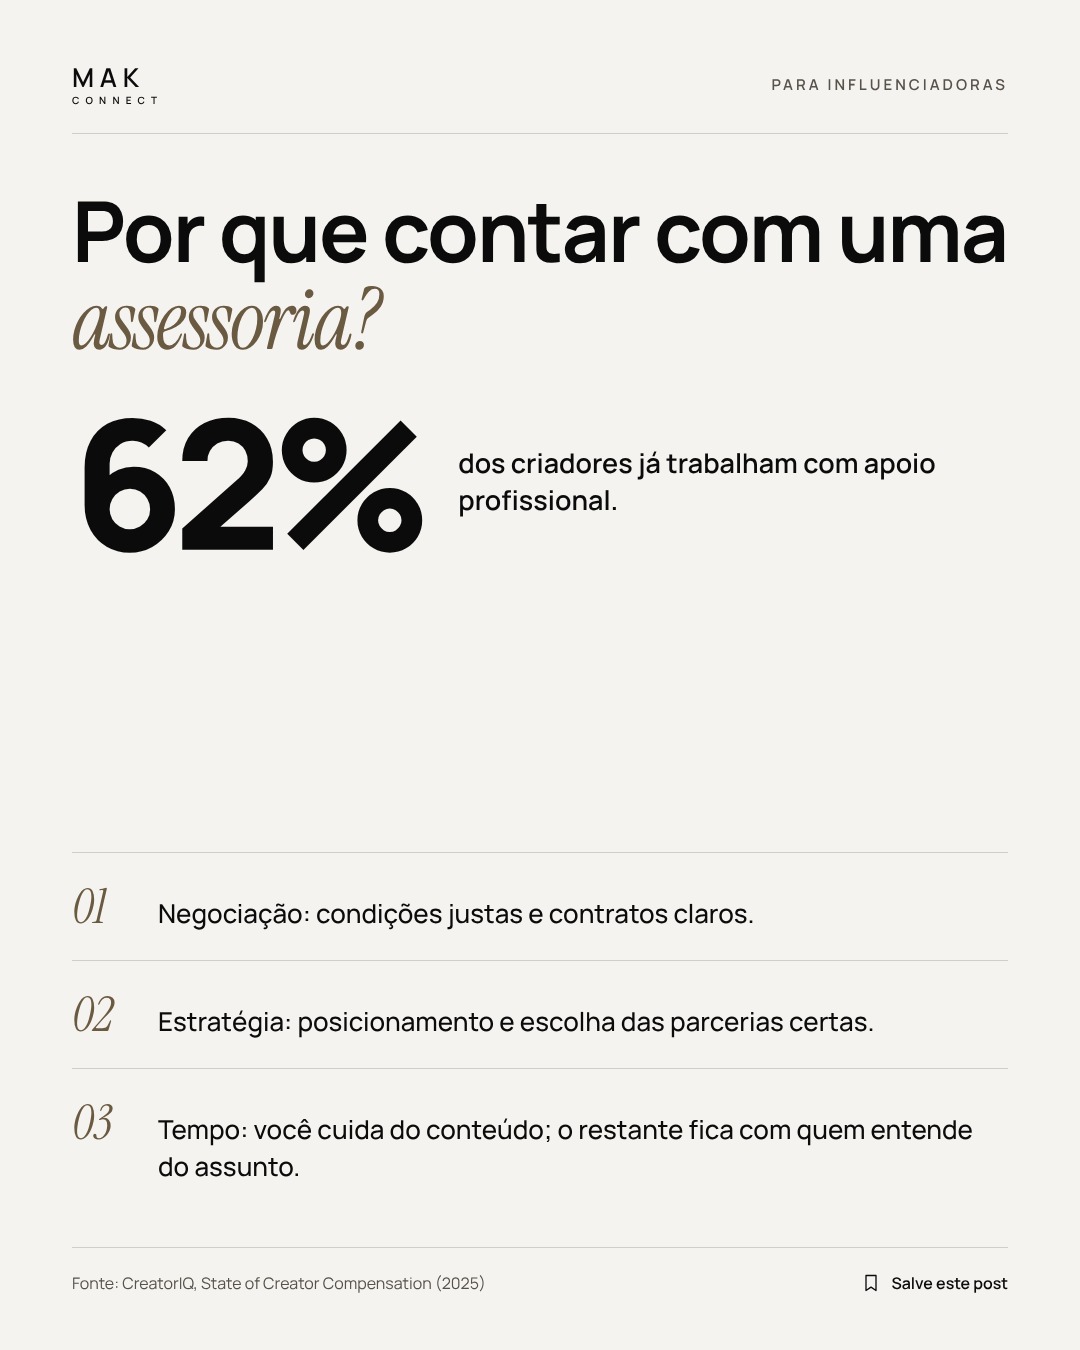 MAK
CONNECT
PARA INFLUENCIADORAS
Por que contar com uma
assessoria?
62%
dos criadores já trabalham com apoio
profissional.
01
Negociação: condições justas e contratos claros.
02
Estratégia: posicionamento e escolha das parcerias certas.
03
Tempo: você cuida do conteúdo; o restante fica com quem entende
do assunto.
Fonte: CreatorIQ, State of Creator Compensation (2025)
Salve este post